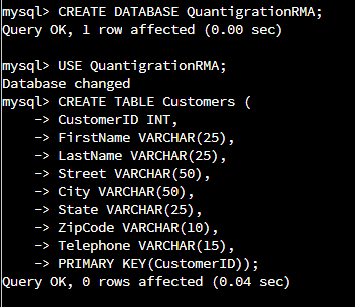 mysql> CREATE DATABASE QuantigrationRMA;
Query OK, 1 row affected (0.00 sec)
mysql> USE QuantigrationRMA;
Database changed
mysql> CREATE TABLE Customers (
-> CustomerID INT,
-> FirstName VARCHAR(25),
-> LastName VARCHAR(25),
-> Street VARCHAR(50),
-> City VARCHAR(50),
-> State VARCHAR(25),
-> ZipCode VARCHAR(10),
-> Telephone VARCHAR(15),
-> PRIMARY KEY(CustomerID));
Query OK, 0 rows affected (0.04 sec)